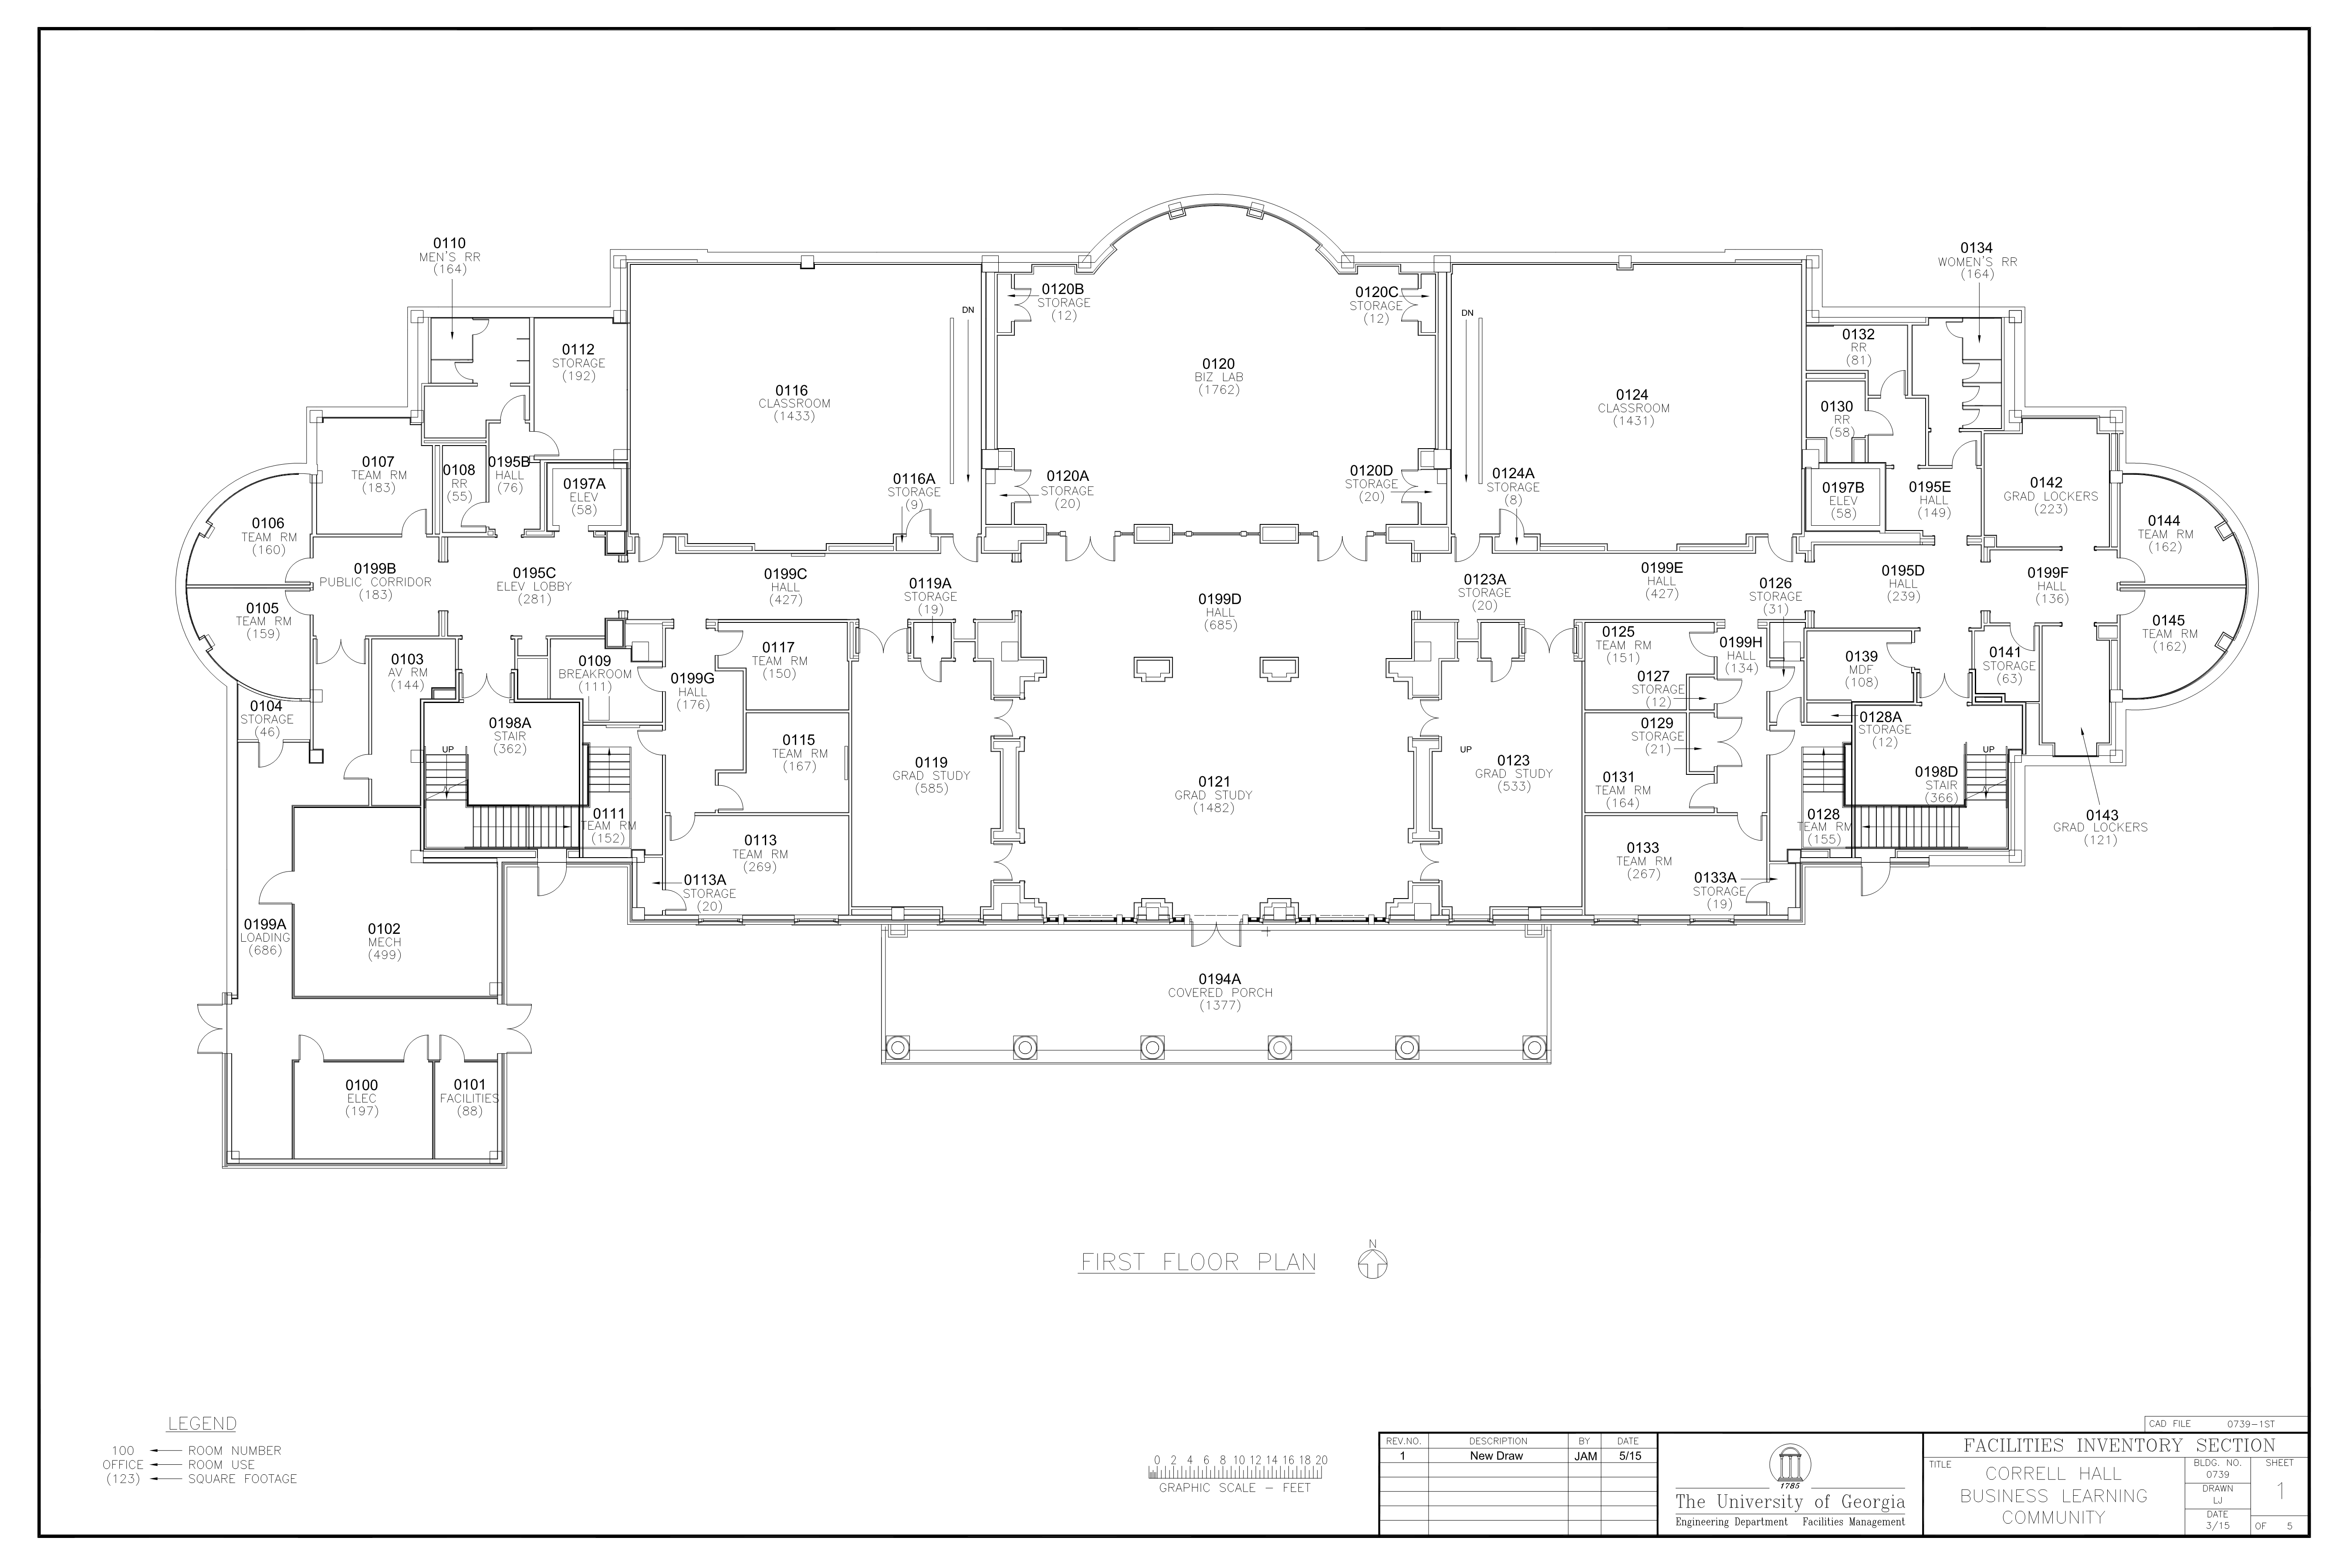 0110
MEN'S RR
(164)
0134
WOMEN'S RR
(164)
0120B
STORAGE
(12)
0120C
STORAGE
(12)
DN
DN
0112
STORAGE
(192)
0132
RR
(81)
0120
BIZ LAB
(1762)
0116
CLASSROOM
(1433)
0124
CLASSROOM
(1431)
0130
RR
(58)
0107
TEAM RM
(183)
0108
RR
(55)
0195B
HALL
(76)
0197A
ELEV
(58)
0116A
STORAGE
(9)
0120A
STORAGE
(20)
0120D
STORAGE
(20)
0124A
STORAGE
(8)
0197B
ELEV
(58)
0195E
HALL
(149)
0142
GRAD LOCKERS
(223)
0106
TEAM RM
(160)
0144
TEAM RM
(162)
0199B
PUBLIC CORRIDOR
(183)
0195C
ELEV LOBBY
(281)
0199C
HALL
(427)
0119A
STORAGE
(19)
0199D
HALL
(685)
0123A
STORAGE
(20)
0199E
HALL
(427)
0126
STORAGE
(31)
0195D
HALL
(239)
0199F
HALL
(136)
0105
TEAM RM
(159)
0145
TEAM RM
(162)
0103
AV RM
(144)
0109
BREAKROOM
(111)
0199G
HALL
(176)
0117
TEAM RM
(150)
0125
TEAM RM
(151)
0199H
HALL
(134)
0139
MDF
(108)
0141
STORAGE
(63)
0127
STORAGE
(12)
0104
STORAGE
(46)
0198A
STAIR
(362)
UP
0115
TEAM RM
(167)
0129
STORAGE
(21)
0128A
STORAGE
(12)
UP
UP
0119
GRAD STUDY
(585)
0121
GRAD STUDY
(1482)
0123
GRAD STUDY
(533)
0131
TEAM RM
(164)
0198D
STAIR
(366)
0111
TEAM RM
(152)
0128
TEAM RM
(155)
0143
GRAD LOCKERS
(121)
0113
TEAM RM
(269)
0133
TEAM RM
(267)
0113A
STORAGE
(20)
0133A
STORAGE
(19)
0199A
LOADING
(686)
0102
MECH
(499)
0194A
COVERED PORCH
(1377)
0100
ELEC
(197)
0101
FACILITIES
(88)
FIRST FLOOR PLAN
N
LEGEND
100 ROOM NUMBER
OFFICE ROOM USE
(123) SQUARE FOOTAGE
0 2 4 6 8 10 12 14 16 18 20
GRAPHIC SCALE - FEET
REV.NO. DESCRIPTION BY DATE
1 New Draw JAM 5/15
1785
The University of Georgia
Engineering Department Facilities Management
CAD FILE 0739-1ST
FACILITIES INVENTORY SECTION
TITLE
CORRELL HALL
BUSINESS LEARNING
COMMUNITY
BLDG. NO.
0739
DRAWN
LJ
DATE
3/15
SHEET
1
OF 5